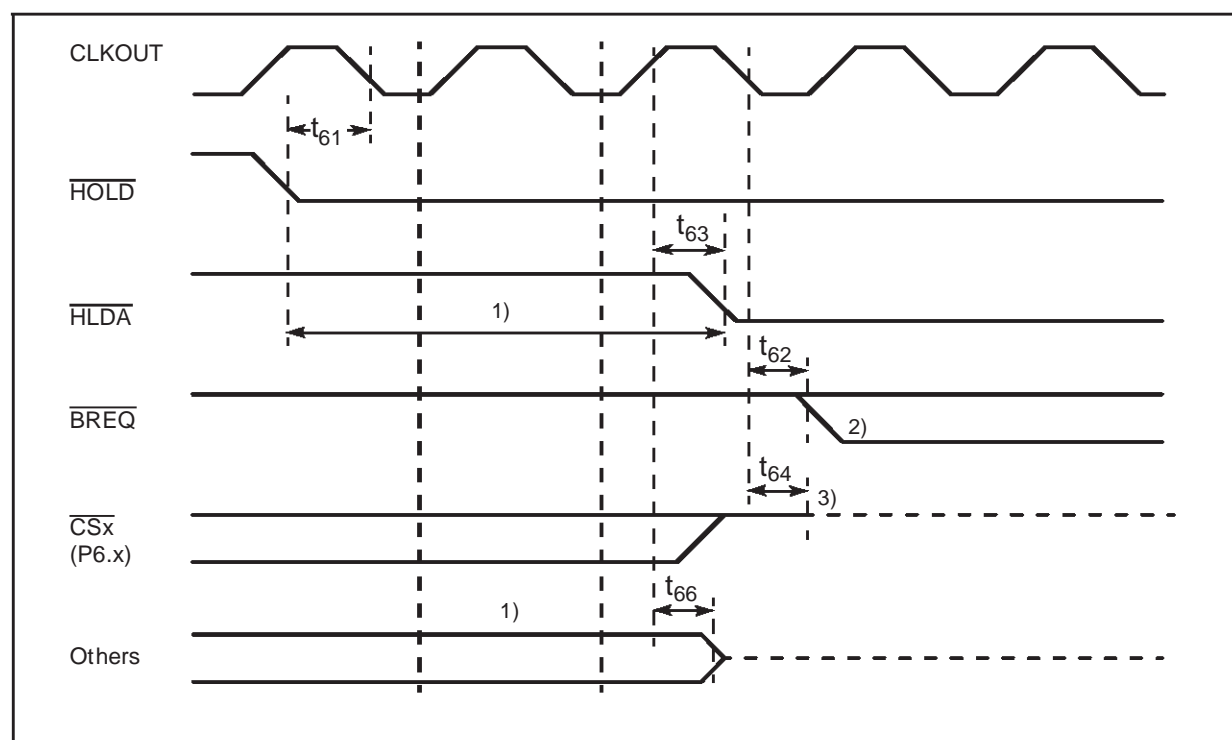 CLKOUT
t61
HOLD
t63
HLDA
1)
t62
BREQ
2)
t64
3)
CSx
(P6.x)
t66
1)
Others